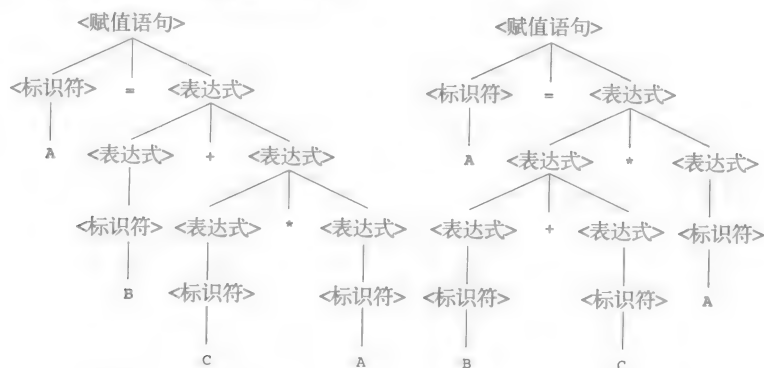 <赋值语句> <赋值语句>
<标识符> = <表达式> <标识符> = <表达式>
A <表达式> + <表达式> A <表达式> * <表达式>
<标识符> <表达式> * <表达式> <表达式> + <表达式> <标识符>
B <标识符> <标识符> <标识符> <标识符> A
C A B C